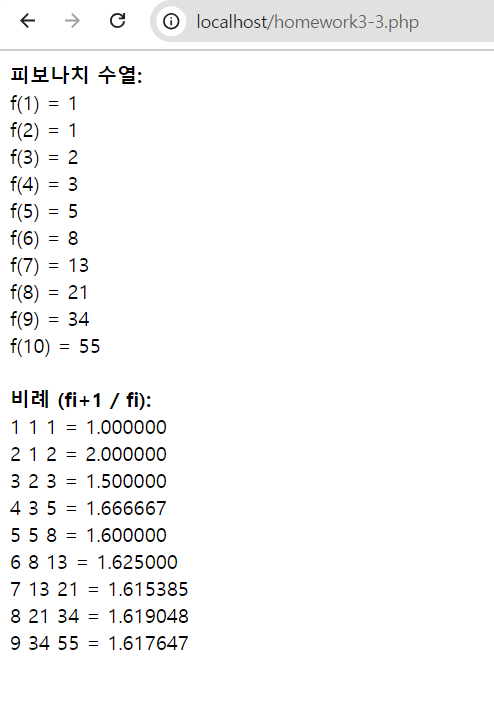 localhost/homework3-3.php
피보나치 수열:
f(1) = 1
f(2) = 1
f(3) = 2
f(4) = 3
f(5) = 5
f(6) = 8
f(7) = 13
f(8) = 21
f(9) = 34
f(10) = 55
비례 (fi+1 / fi):
1 1 1 = 1.000000
2 1 2 = 2.000000
3 2 3 = 1.500000
4 3 5 = 1.666667
5 5 8 = 1.600000
6 8 13 = 1.625000
7 13 21 = 1.615385
8 21 34 = 1.619048
9 34 55 = 1.617647